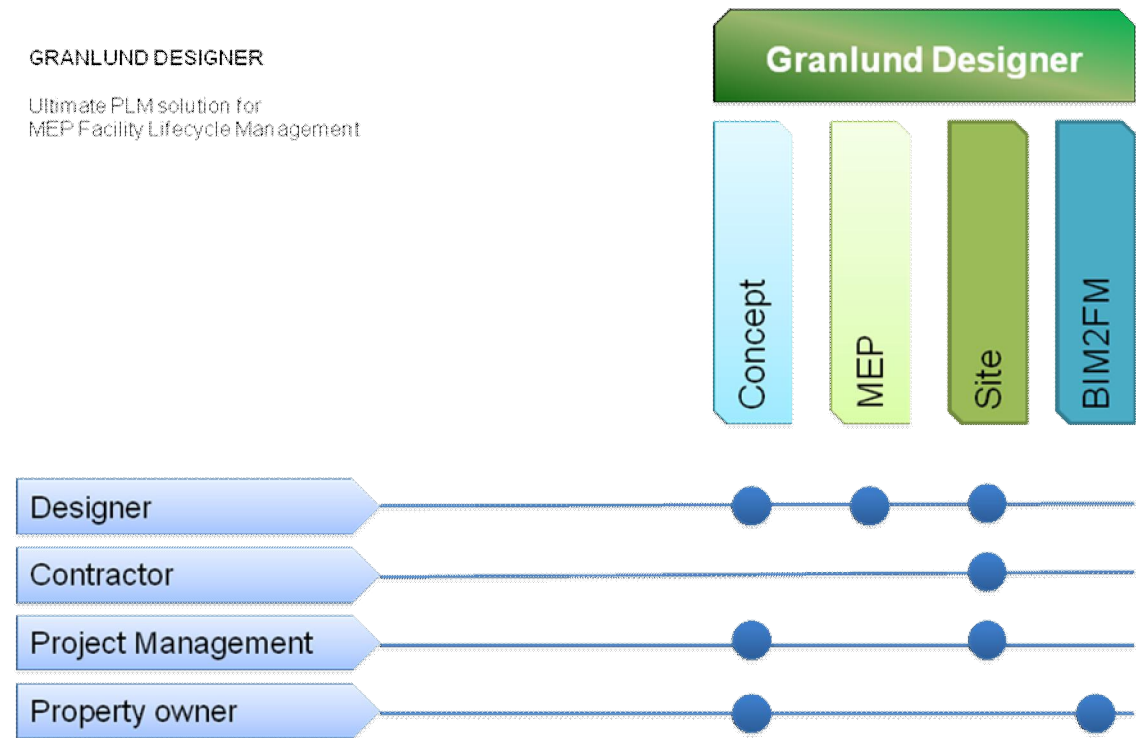 GRANLUND DESIGNER
Ultimate PLM solution for
MEP Facility Lifecycle Management
Granlund Designer
Concept
MEP
Site
BIM2FM
Designer
Contractor
Project Management
Property owner